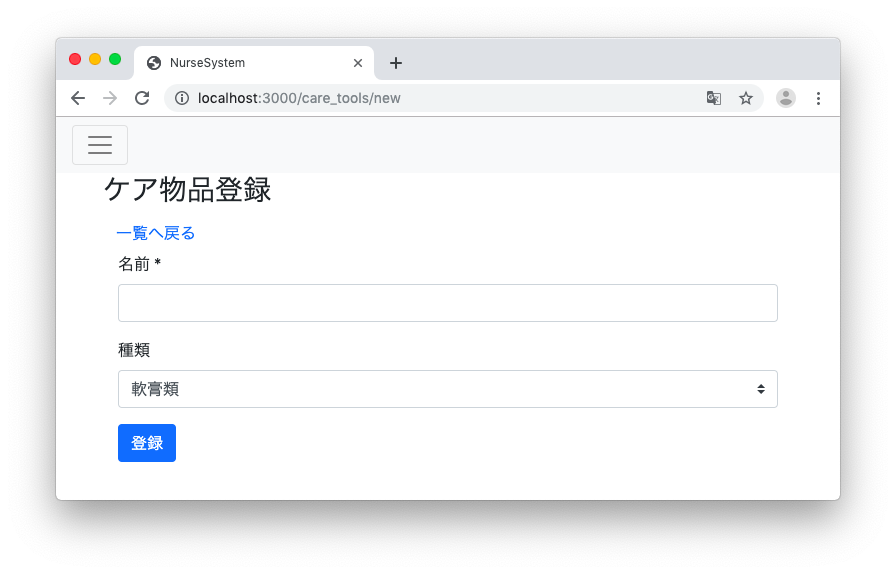 NurseSystem
localhost:3000/care_tools/new
ケア物品登録
一覧へ戻る
名前 *
種類
軟膏類
登録